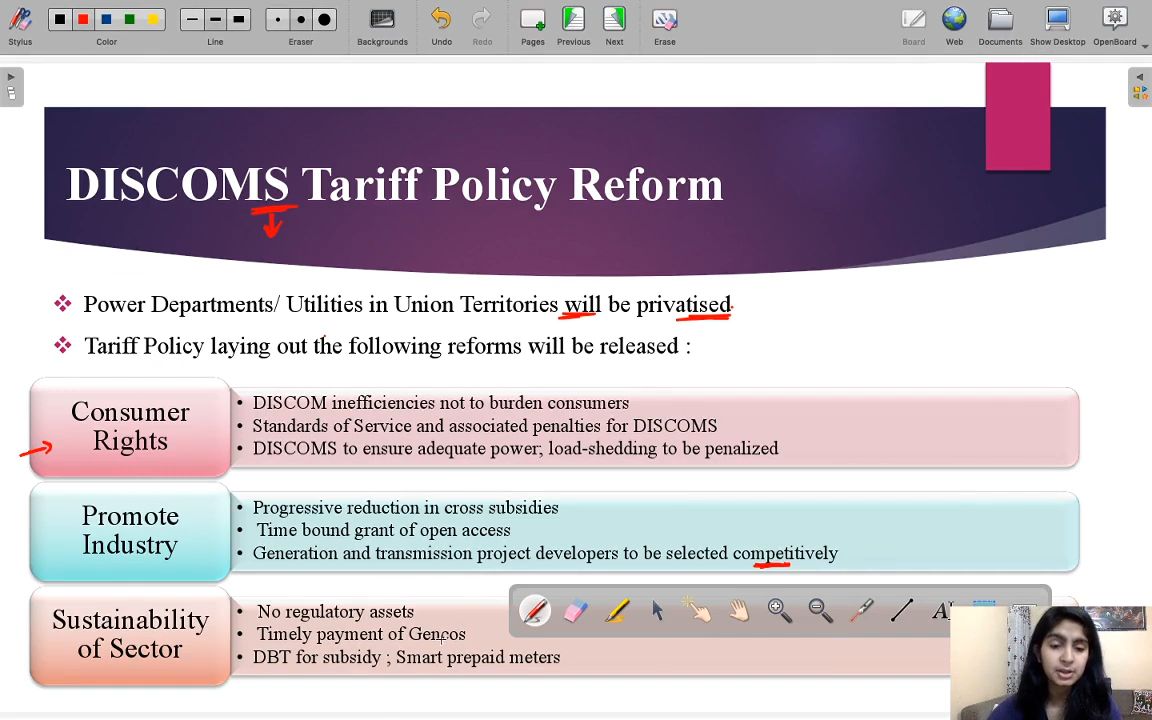 Stylus
Color
Line
Eraser
Backgrounds
Undo
Redo
Pages
Previous
Next
Erase
Board
Web
Documents
Show Desktop
OpenBoard
DISCOMS Tariff Policy Reform
Power Departments/ Utilities in Union Territories will be privatised
Tariff Policy laying out the following reforms will be released :
Consumer
Rights
• DISCOM inefficiencies not to burden consumers
• Standards of Service and associated penalties for DISCOMS
• DISCOMS to ensure adequate power; load-shedding to be penalized
Promote
Industry
• Progressive reduction in cross subsidies
• Time bound grant of open access
• Generation and transmission project developers to be selected competitively
Sustainability
of Sector
• No regulatory assets
• Timely payment of Gencos
• DBT for subsidy ; Smart prepaid meters